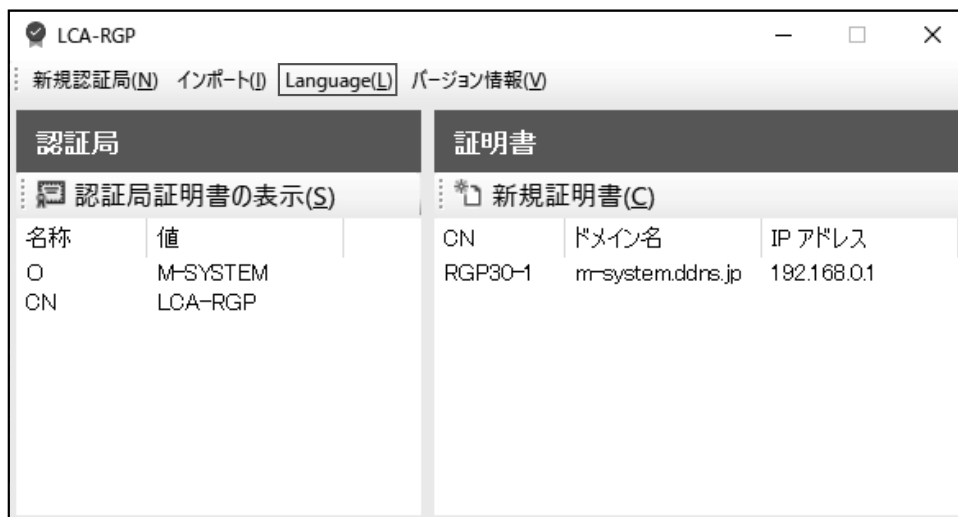 LCA-RGP
新規認証局(N) インポート(I) Language(L) バージョン情報(V)
認証局
認証局証明書の表示(S)
名称 値
O M-SYSTEM
CN LCA-RGP
証明書
新規証明書(C)
CN ドメイン名 IP アドレス
RGP30-1 m-system.ddns.jp 192.168.0.1